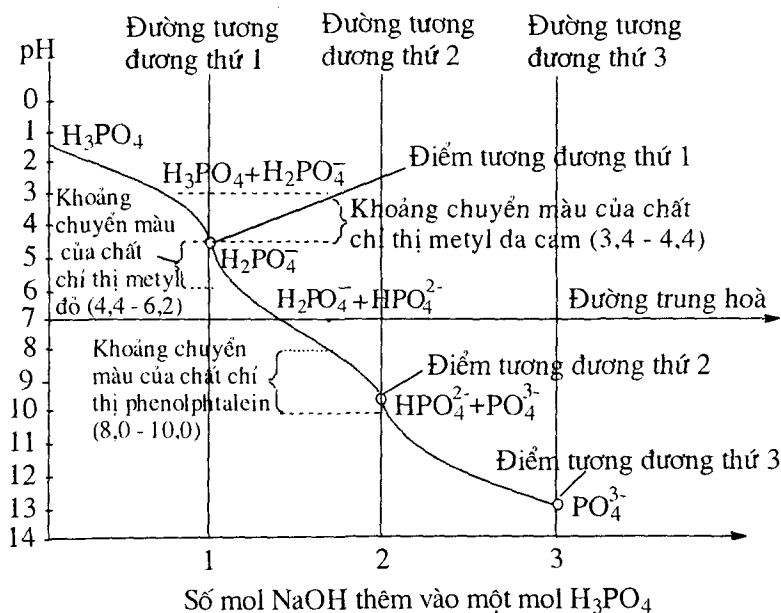 Đường tương
đương thứ 1
Đường tương
đương thứ 2
Đường tương
đương thứ 3
pH
0
1
2
3
4
5
6
7
8
9
10
11
12
13
14
H₃PO₄
H₃PO₄+H₂PO₄⁻
Điểm tương đương thứ 1
Khoảng
chuyển màu
của chất
chỉ thị metyl
đỏ (4,4 - 6,2)
Khoảng chuyển màu của chất
chỉ thị metyl da cam (3,4 - 4,4)
H₂PO₄⁻
H₂PO₄⁻+HPO₄²⁻
Đường trung hoà
Khoảng chuyển
màu của chất chỉ
thị phenolphtalein
(8,0 - 10,0)
Điểm tương đương thứ 2
HPO₄²⁻+PO₄³⁻
Điểm tương đương thứ 3
PO₄³⁻
1
2
3
Số mol NaOH thêm vào một mol H₃PO₄